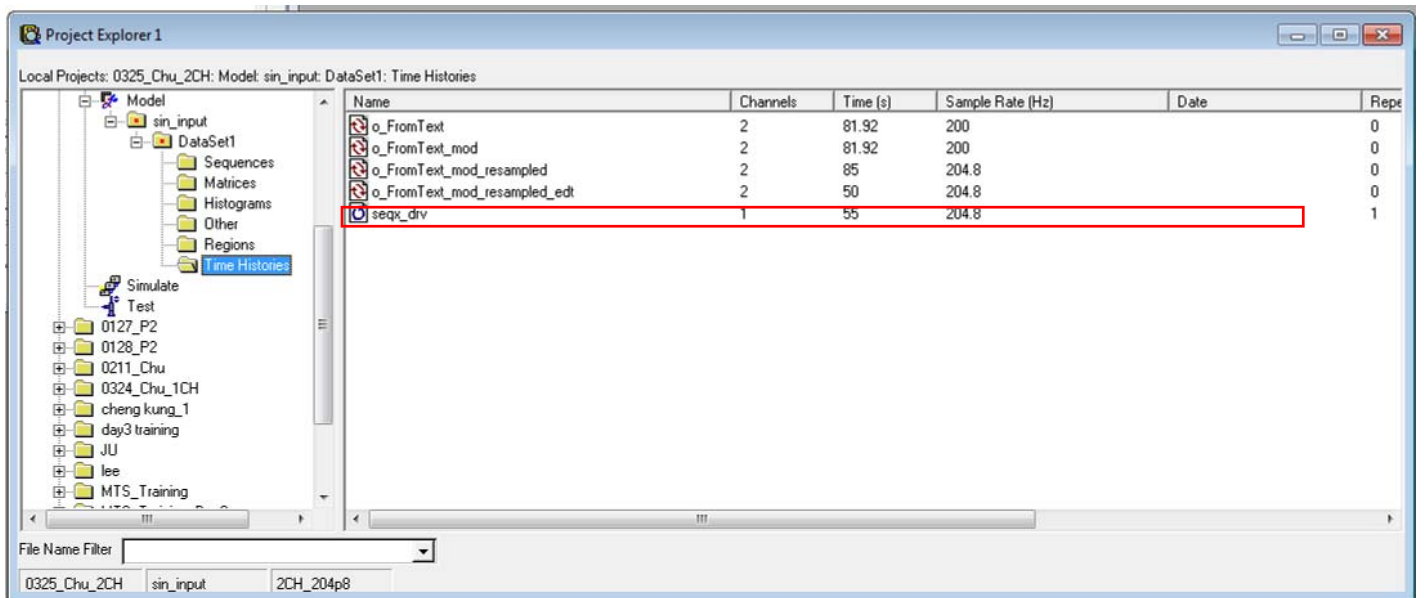 Project Explorer 1
Local Projects: 0325_Chu_2CH: Model: sin_input: DataSet1: Time Histories
Model
sin_input
DataSet1
Sequences
Matrices
Histograms
Other
Regions
Time Histories
Simulate
Test
0127_P2
0128_P2
0211_Chu
0324_Chu_1CH
cheng kung_1
day3 training
JU
lee
MTS_Training
Name Channels Time (s) Sample Rate (Hz) Date Repe
o_FromText 2 81.92 200 0
o_FromText_mod 2 81.92 200 0
o_FromText_mod_resampled 2 85 204.8 0
o_FromText_mod_resampled_edt 2 50 204.8 0
seqx_drv 1 55 204.8 1
File Name Filter
0325_Chu_2CH sin_input 2CH_204p8